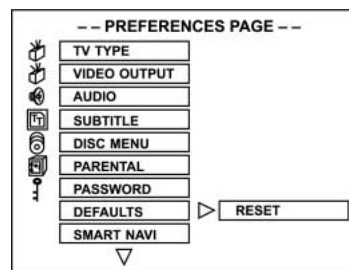 -- PREFERENCES PAGE --
TV TYPE
VIDEO OUTPUT
AUDIO
SUBTITLE
DISC MENU
PARENTAL
PASSWORD
DEFAULTS RESET
SMART NAVI